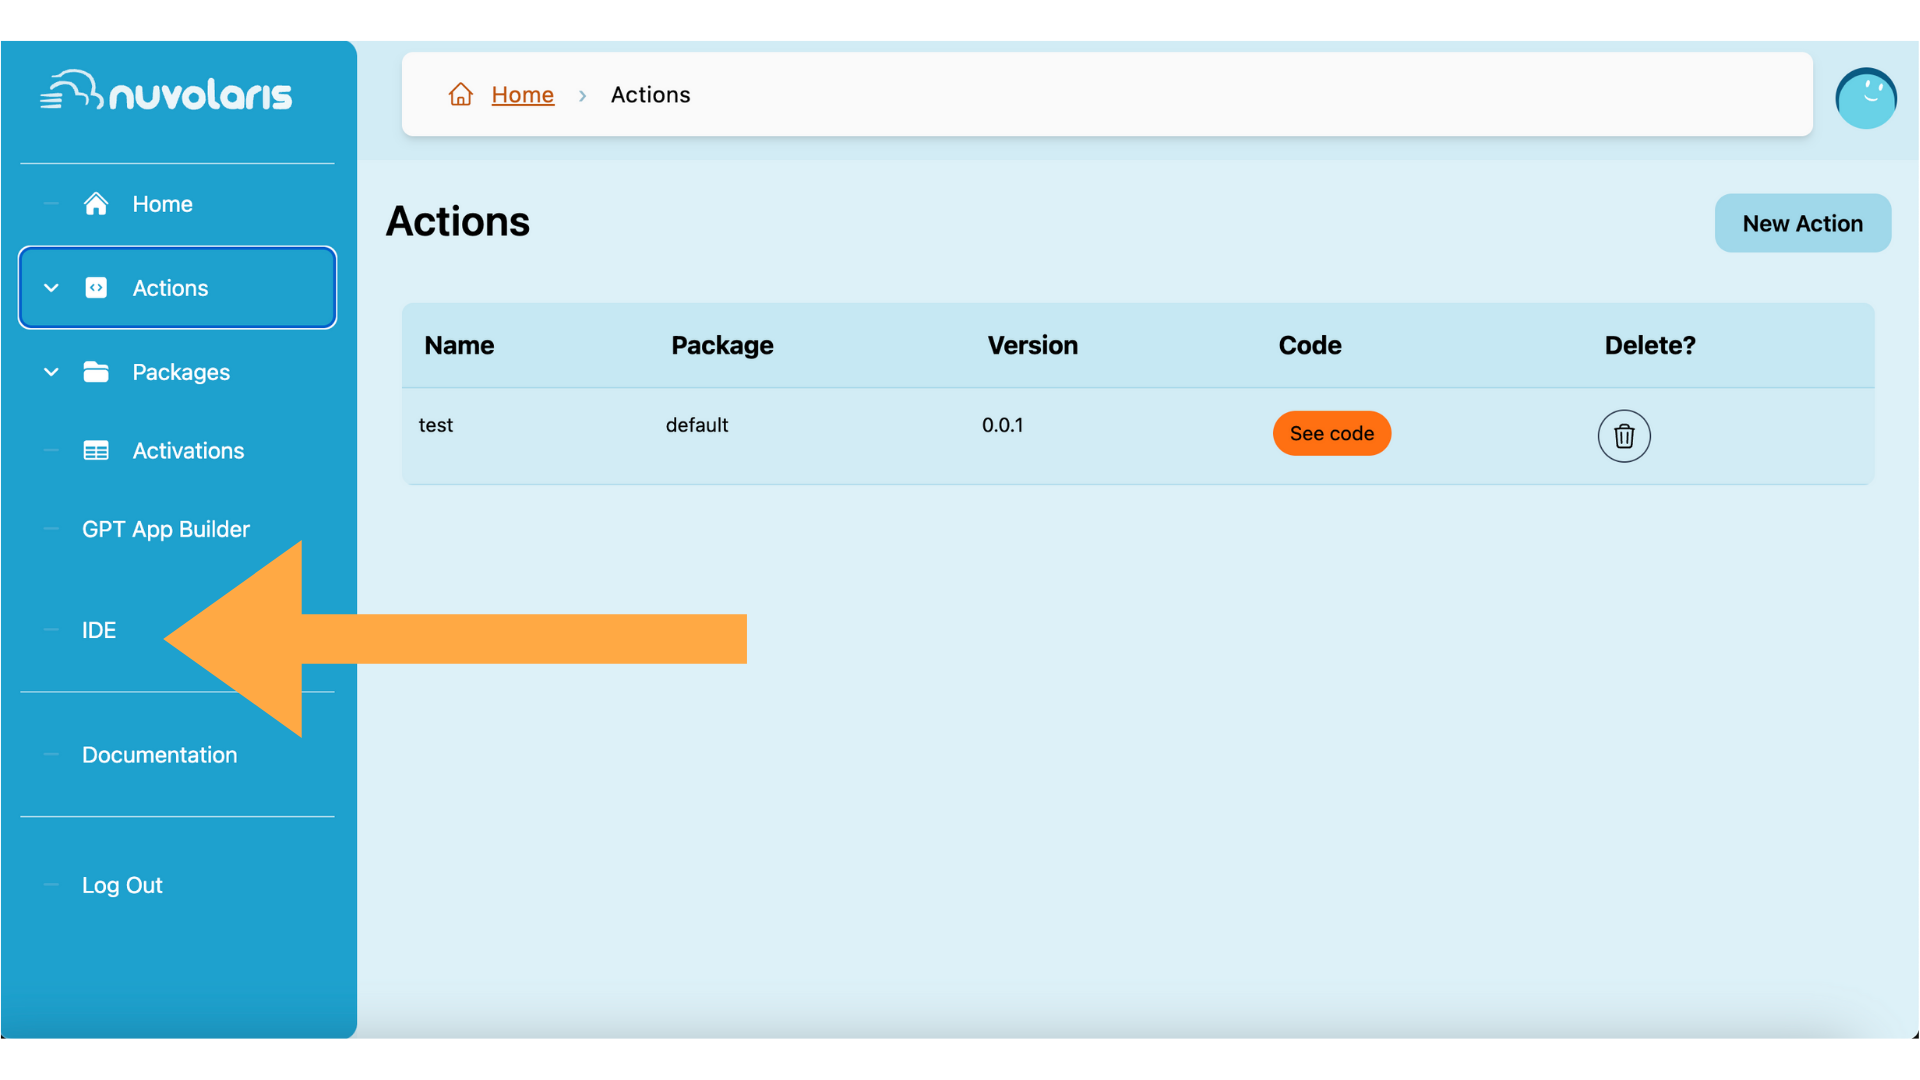 nuvolaris
Home
Actions
Packages
Activations
GPT App Builder
IDE
Documentation
Log Out
Home > Actions
Actions
New Action
Name Package Version Code Delete?
test default 0.0.1 See code